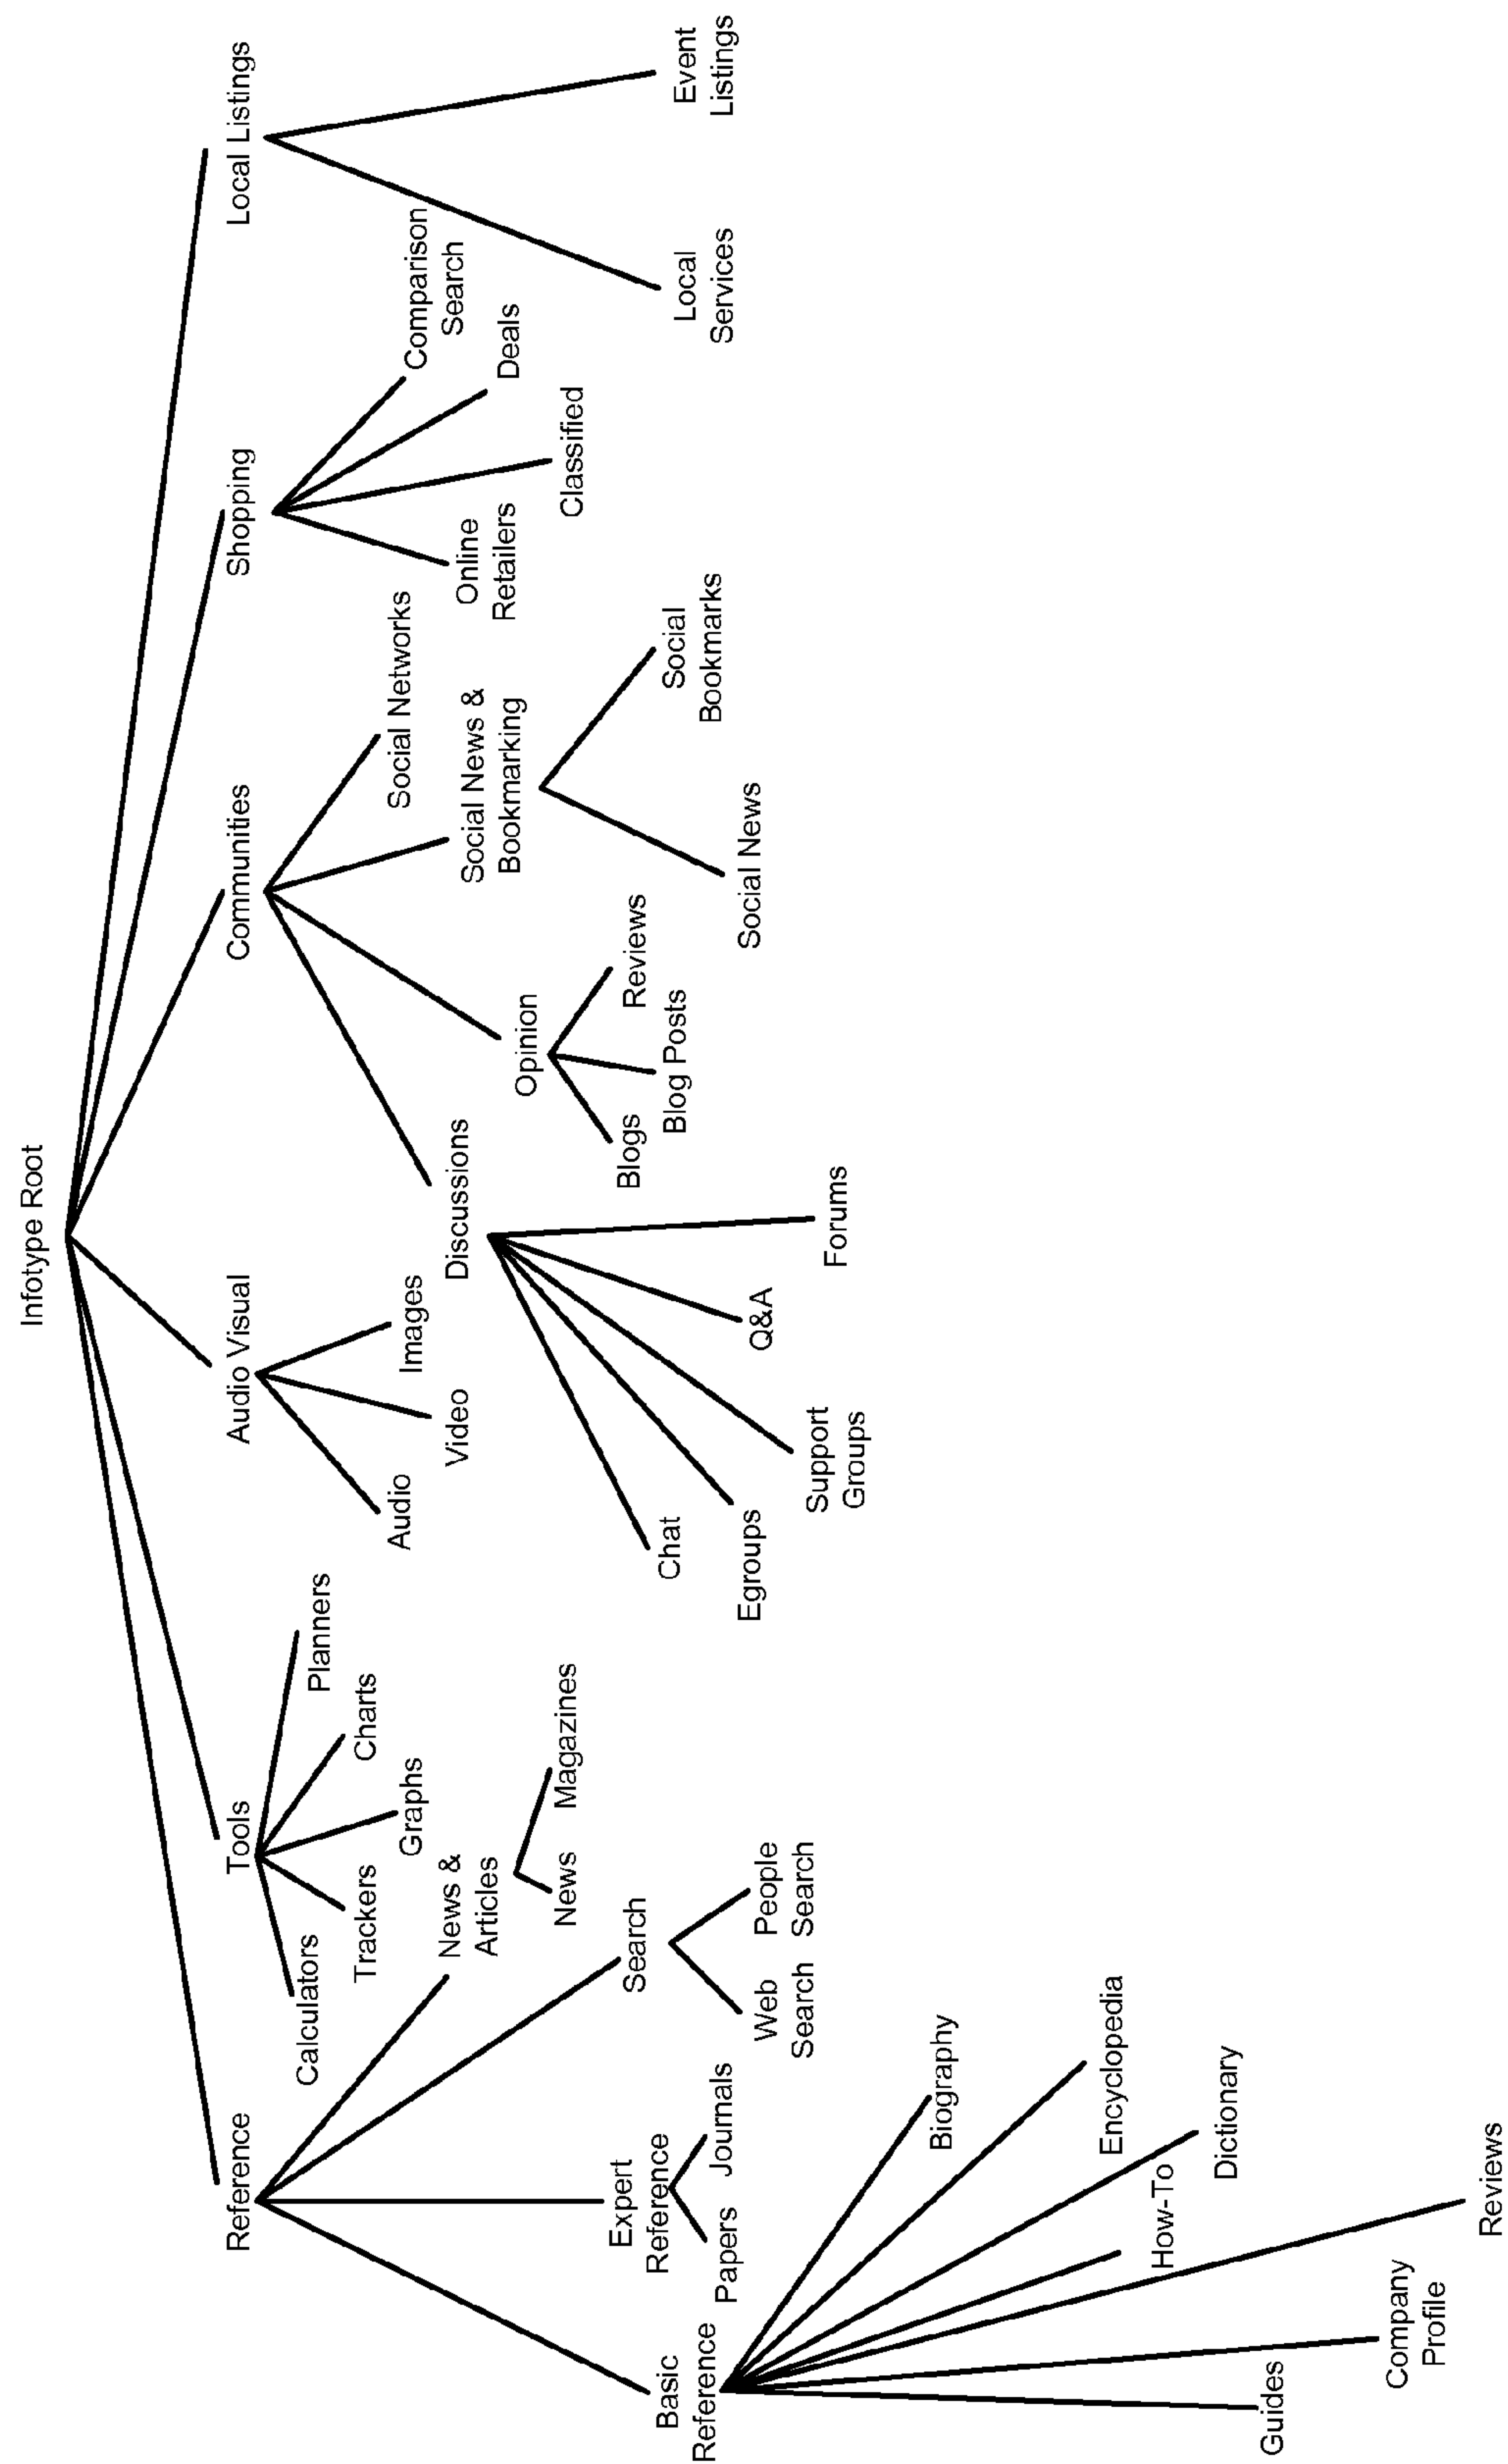 Infotype Root
Reference
Tools
Audio Visual
Communities
Shopping
Local Listings
Calculators
Trackers
Graphs
Charts
Planners
Audio
Video
Images
Discussions
Opinion
Social News &
Bookmarking
Social Networks
Online
Retailers
Classified
Deals
Comparison
Search
Local
Services
Event
Listings
Basic
Reference
Expert
Reference
Search
News &
Articles
Papers
Journals
Web
Search
People
Search
News
Magazines
Chat
Egroups
Support
Groups
Q&A
Forums
Blogs
Blog Posts
Reviews
Social News
Social
Bookmarks
Guides
Company
Profile
Reviews
How-To
Dictionary
Encyclopedia
Biography